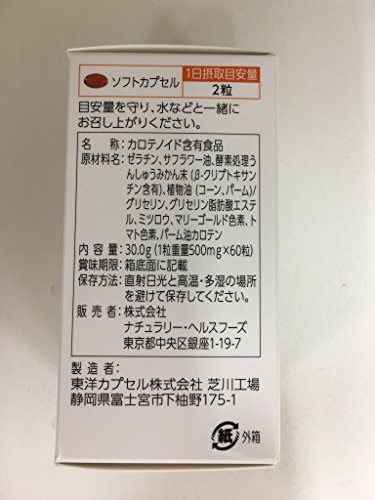 ソフトカプセル
1日摂取目安量
2粒
目安量を守り、水などと一緒に
お召し上がりください。
名　　称：カロテノイド含有食品
原材料名：ゼラチン、サフラワー油、酵素処理う
んしゅうみかん末（β-クリプトキサン
チン含有）、植物油（コーン、パーム）/
グリセリン、グリセリン脂肪酸エステ
ル、ミツロウ、マリーゴールド色素、ト
マト色素、パーム油カロテン
内 容 量：30.0g（1粒重量500mg×60粒）
賞味期限：箱底面に記載
保存方法：直射日光と高温・多湿の場所
を避けて保存してください。
販 売 者：株式会社
ナチュラリー・ヘルスフーズ
東京都中央区銀座1-19-7
製造者：
東洋カプセル株式会社 芝川工場
静岡県富士宮市下柚野175-1
紙 外箱